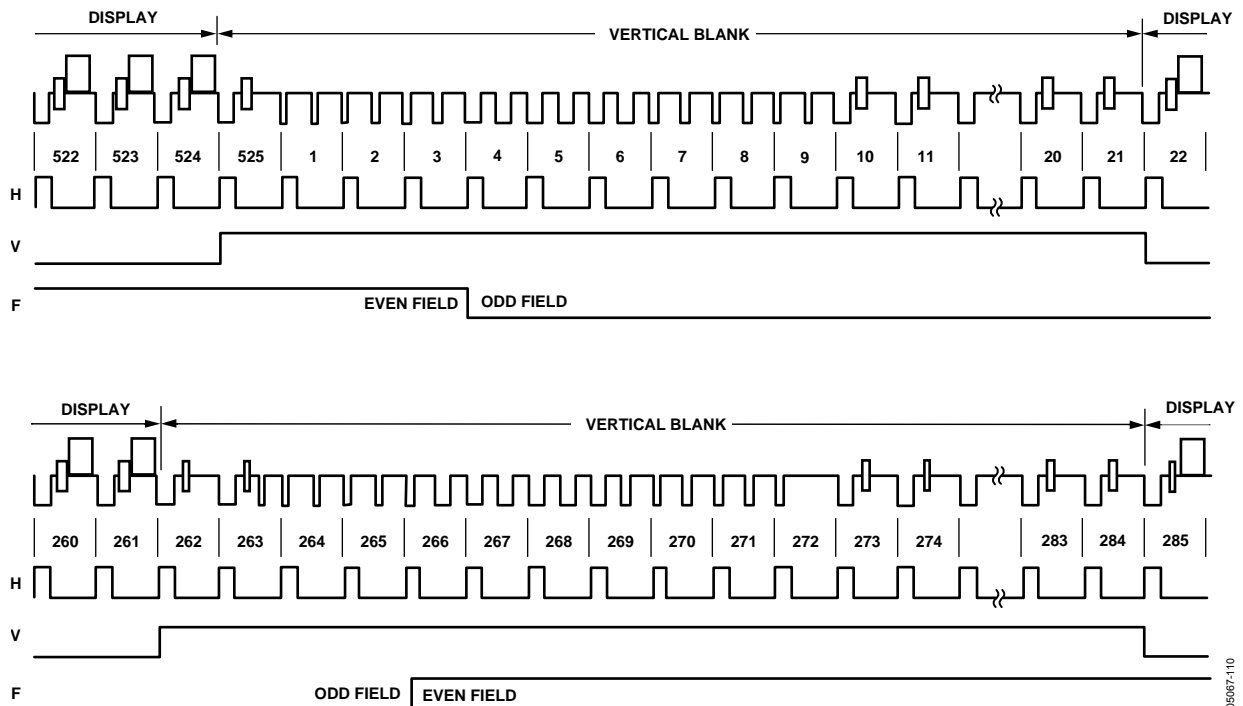 DISPLAY VERTICAL BLANK DISPLAY
522 523 524 525 1 2 3 4 5 6 7 8 9 10 11 20 21 22
H
V
F
EVEN FIELD ODD FIELD
DISPLAY VERTICAL BLANK DISPLAY
260 261 262 263 264 265 266 267 268 269 270 271 272 273 274 283 284 285
H
V
F
ODD FIELD EVEN FIELD
05067-110